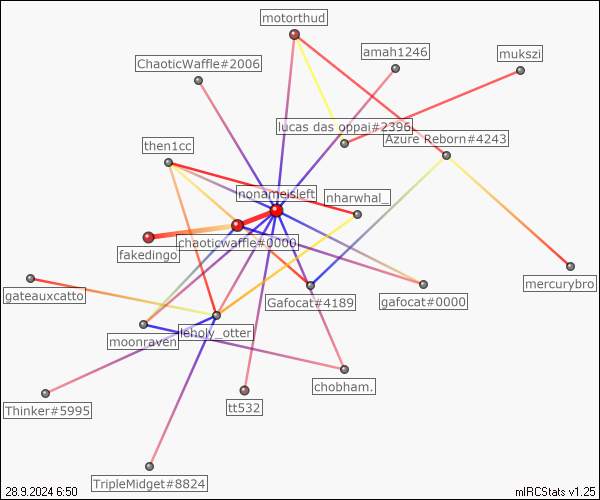 motorthud
amah1246
mukszi
ChaoticWaffle#2006
lucas das oppai#2396
Azure Reborn#4243
then1cc
nonameisleft
nharwhal_
chaoticwaffle#0000
fakedingo
mercurybro
gateauxcatto
Gafocat#4189
gafocat#0000
leholy_otter
moonraven
chobham.
Thinker#5995
tt532
TripleMidget#8824
28.9.2024 6:50
mIRCStats v1.25